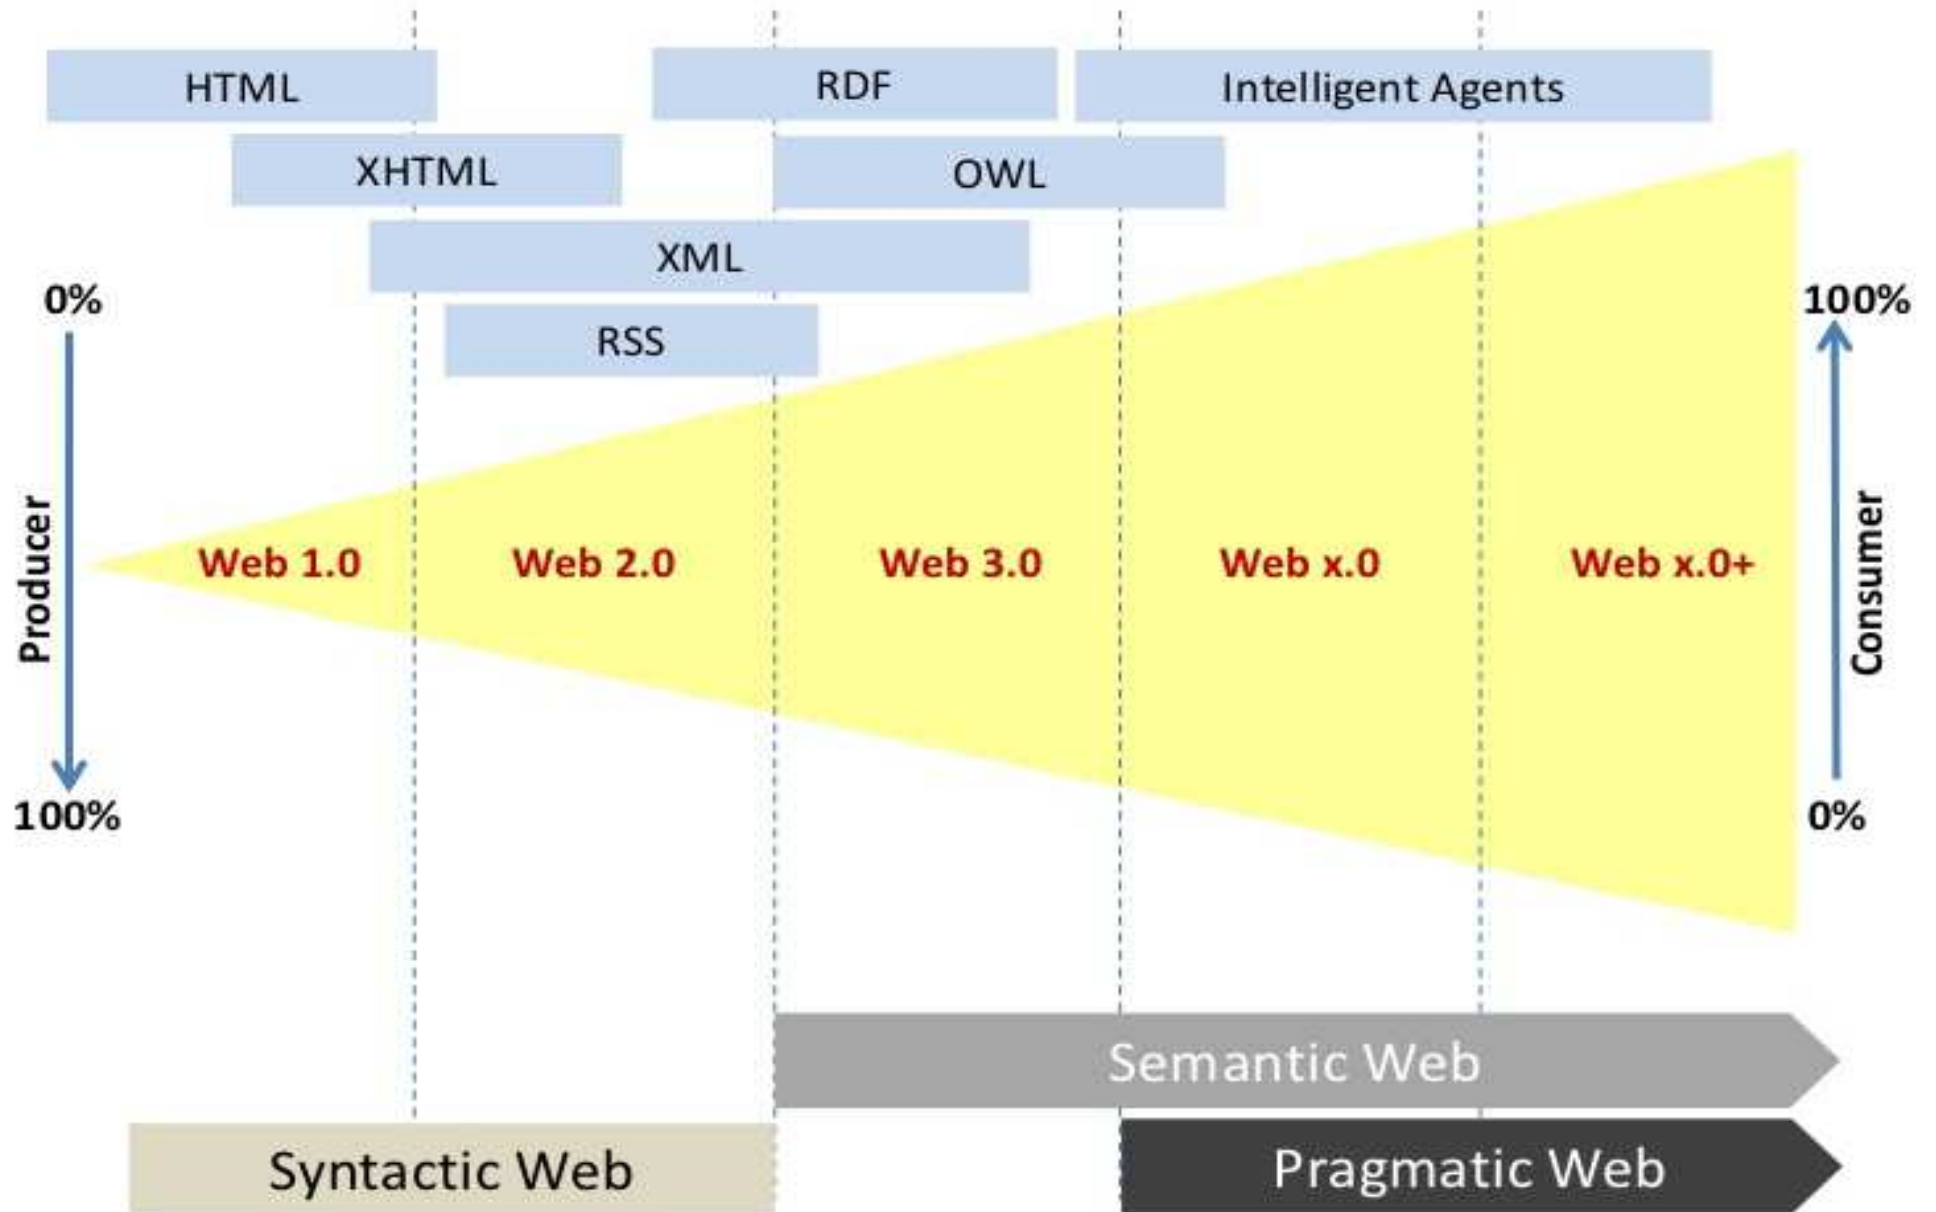 HTML
RDF
Intelligent Agents
XHTML
OWL
XML
RSS
0%
100%
Producer
Web 1.0
Web 2.0
Web 3.0
Web x.0
Web x.0+
Consumer
100%
0%
Semantic Web
Syntactic Web
Pragmatic Web